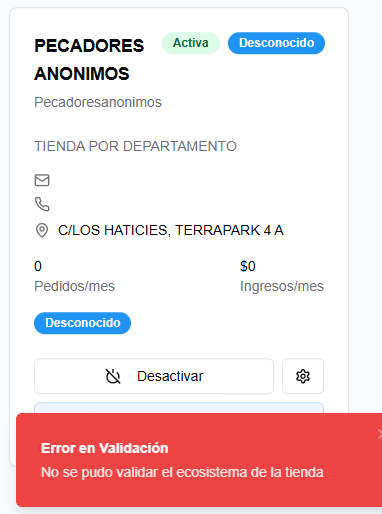 PECADORES
ANONIMOS
Activa
Desconocido
Pecadoresanonimos
TIENDA POR DEPARTAMENTO
C/LOS HATICIES, TERRAPARK 4 A
0
Pedidos/mes
$0
Ingresos/mes
Desconocido
Desactivar
Error en Validación
No se pudo validar el ecosistema de la tienda